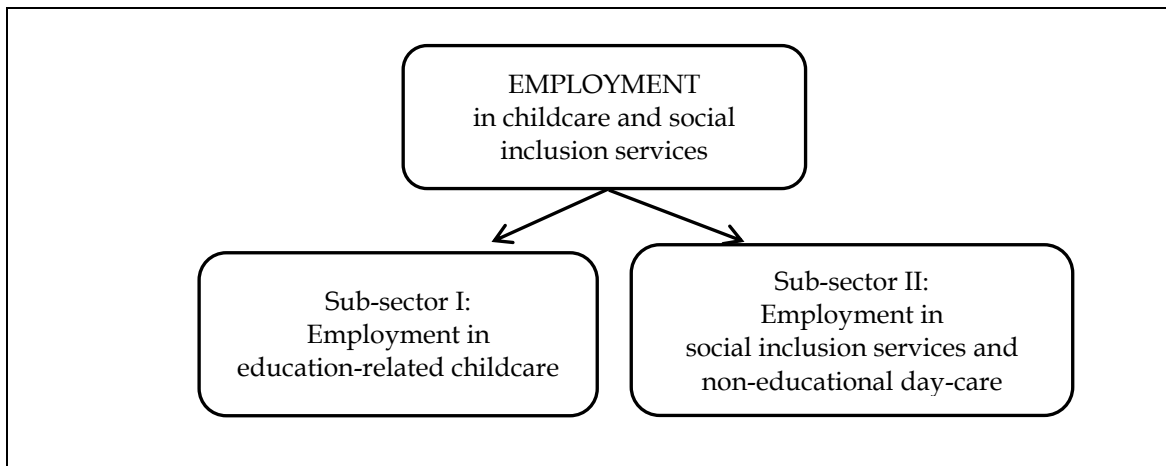 EMPLOYMENT
in childcare and social
inclusion services
Sub-sector I:
Employment in
education-related childcare
Sub-sector II:
Employment in
social inclusion services and
non-educational day-care